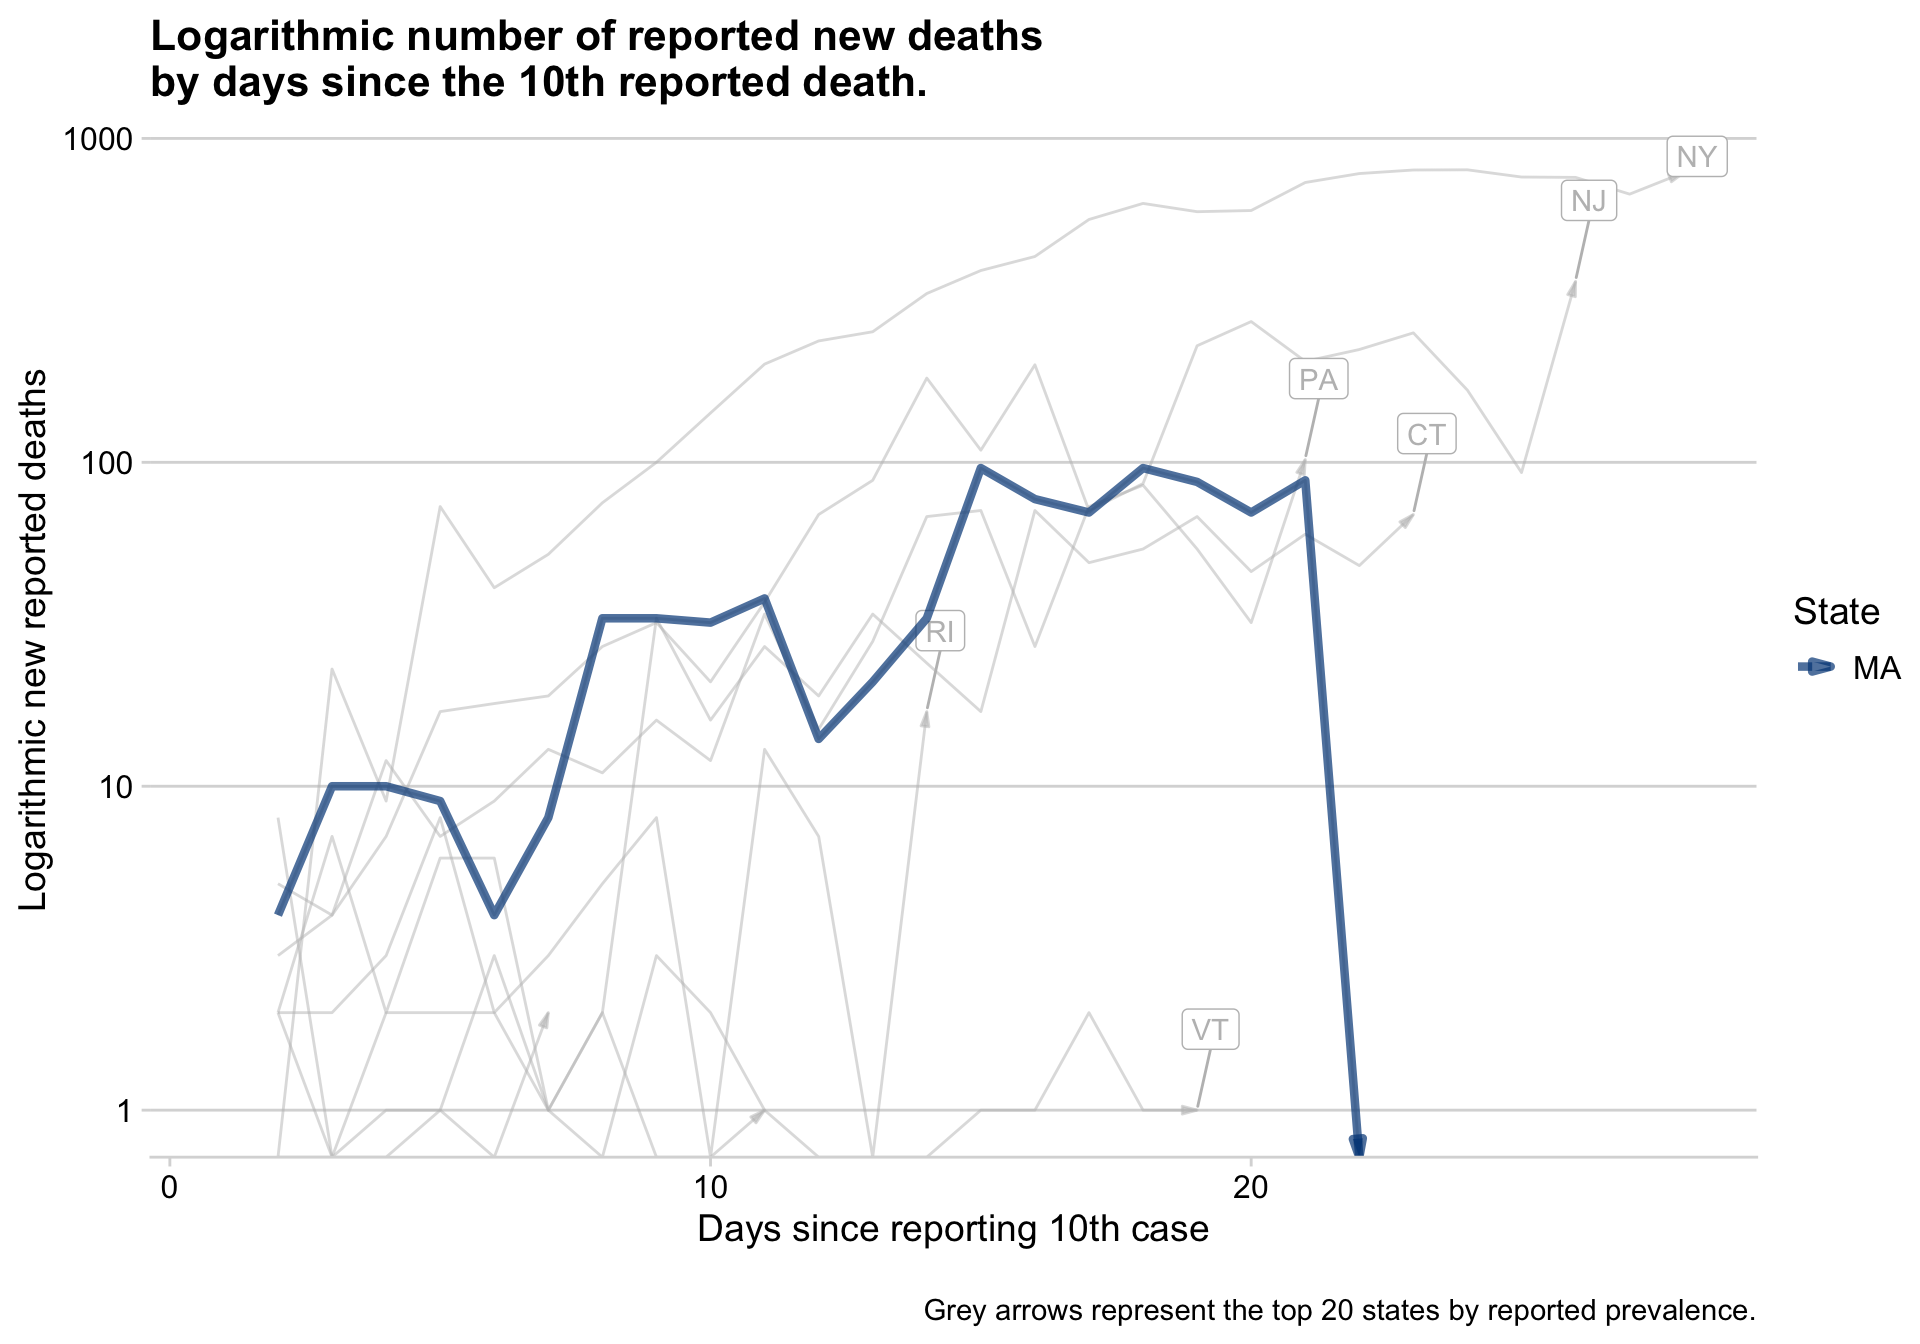 Logarithmic number of reported new deaths
by days since the 10th reported death.
1000
100
10
1
Logarithmic new reported deaths
NY
NJ
PA
CT
RI
VT
State
MA
0
10
20
Days since reporting 10th case
Grey arrows represent the top 20 states by reported prevalence.